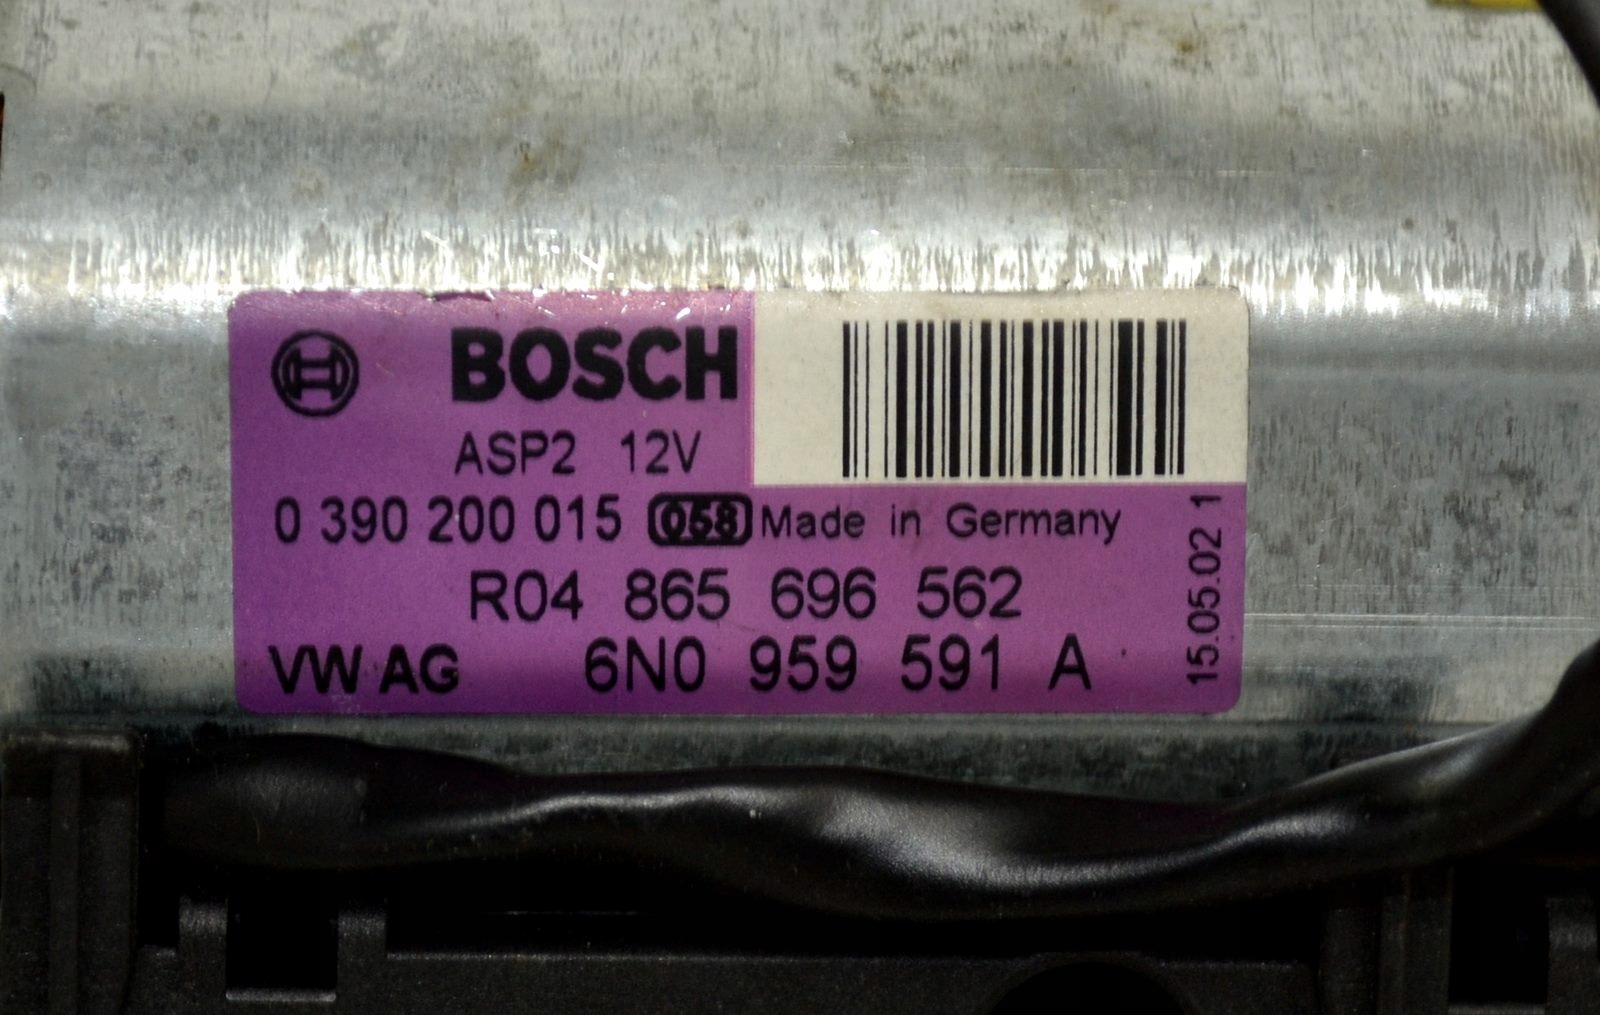 BOSCH
ASP2 12V
0 390 200 015 058 Made in Germany
R04 865 696 562
VW AG 6N0 959 591 A
15.05.02 1